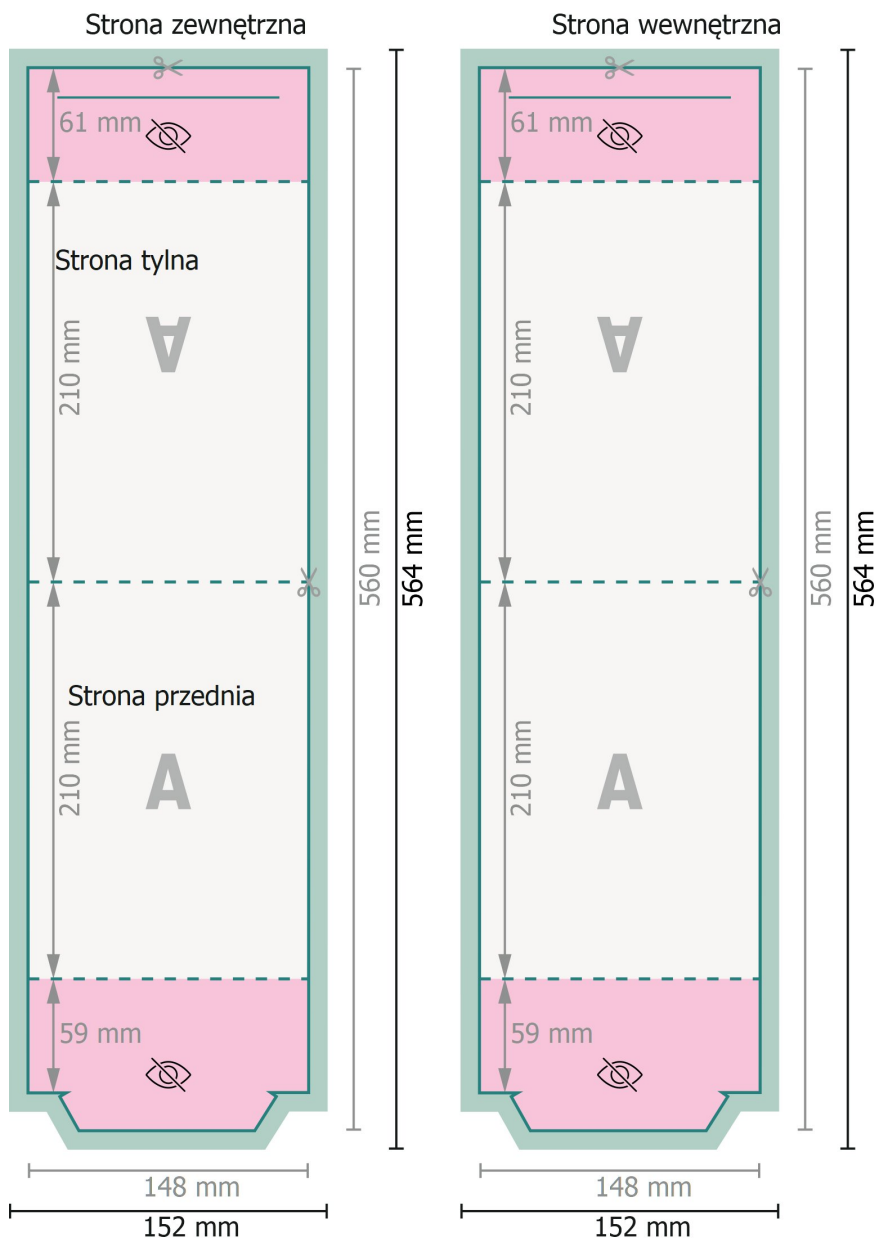 Strona zewnętrzna
Strona wewnętrzna
61 mm
61 mm
Strona tylna
A
A
210 mm
210 mm
560 mm
564 mm
560 mm
564 mm
Strona przednia
210 mm
A
210 mm
A
59 mm
59 mm
148 mm
148 mm
152 mm
152 mm